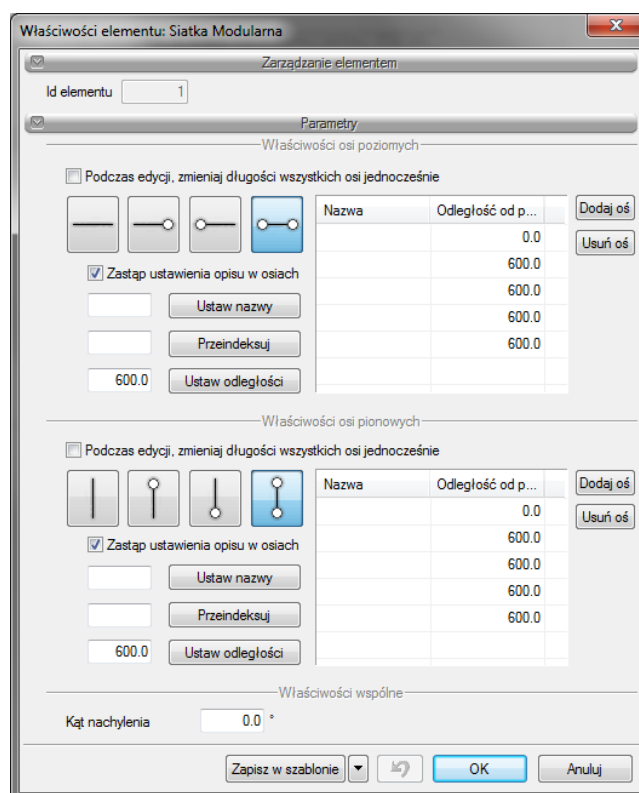 Właściwości elementu: Siatka Modularna
Zarządzanie elementem
Id elementu 1
Parametry
Właściwości osi poziomych
Podczas edycji, zmieniaj długości wszystkich osi jednocześnie
Nazwa Odległość od p... Dodaj oś
0.0 Usuń oś
600.0
Zastąp ustawienia opisu w osiach
600.0
Ustaw nazwy
600.0
Przeindeksuj 600.0
600.0 Ustaw odległości
Właściwości osi pionowych
Podczas edycji, zmieniaj długości wszystkich osi jednocześnie
Nazwa Odległość od p... Dodaj oś
0.0 Usuń oś
600.0
Zastąp ustawienia opisu w osiach
600.0
Ustaw nazwy
600.0
Przeindeksuj 600.0
600.0 Ustaw odległości
Właściwości wspólne
Kąt nachylenia 0.0 °
Zapisz w szablonie OK Anuluj